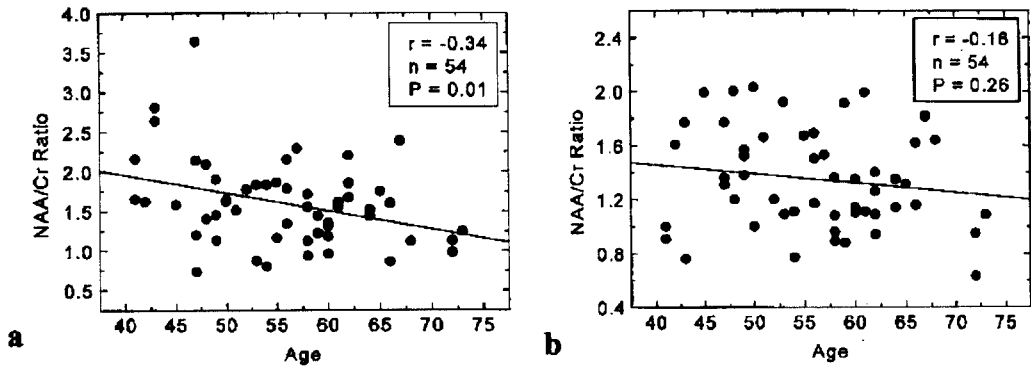 4.0
3.5
3.0
2.5
2.0
1.5
1.0
0.5
NAA/Cr Ratio
r = -0.34
n = 54
P = 0.01
40 45 50 55 60 65 70 75
Age
a
2.4
2.0
1.6
1.2
0.8
0.4
NAA/Cr Ratio
r = -0.16
n = 54
P = 0.26
40 45 50 55 60 65 70 75
Age
b